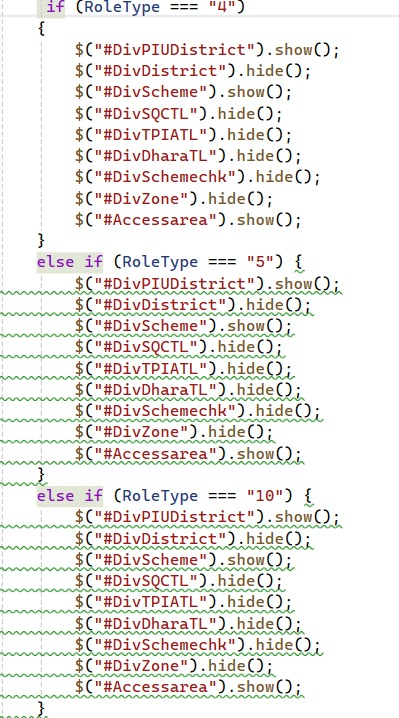 if (RoleType === "4")
{
$("#DivPIUDistrict").show();
$("#DivDistrict").hide();
$("#DivScheme").show();
$("#DivSQCTL").hide();
$("#DivTPIATL").hide();
$("#DivDharaTL").hide();
$("#DivSchemechk").hide();
$("#DivZone").hide();
$("#Accessarea").show();
}
else if (RoleType === "5") {
$("#DivPIUDistrict").show();
$("#DivDistrict").hide();
$("#DivScheme").show();
$("#DivSQCTL").hide();
$("#DivTPIATL").hide();
$("#DivDharaTL").hide();
$("#DivSchemechk").hide();
$("#DivZone").hide();
$("#Accessarea").show();
}
else if (RoleType === "10") {
$("#DivPIUDistrict").show();
$("#DivDistrict").hide();
$("#DivScheme").show();
$("#DivSQCTL").hide();
$("#DivTPIATL").hide();
$("#DivDharaTL").hide();
$("#DivSchemechk").hide();
$("#DivZone").hide();
$("#Accessarea").show();
}